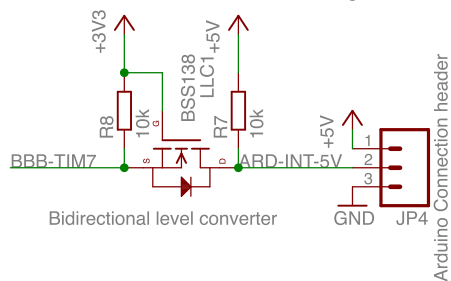 +3V3
+5V
BSS138
LLC1
R8
10k
G
R7
10k
+5V
BBB-TIM7
S
D
ARD-INT-5V
1
2
3
Bidirectional level converter
GND
JP4
Arduino Connection header